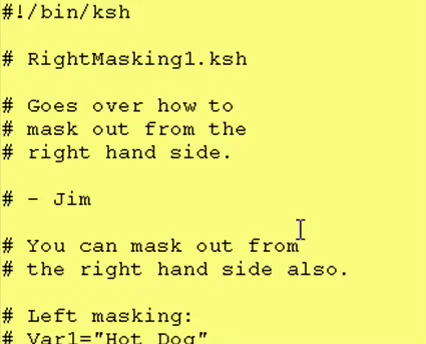 #!/bin/ksh
# RightMasking1.ksh
# Goes over how to
# mask out from the
# right hand side.
# - Jim
# You can mask out from
# the right hand side also.
# Left masking:
# Var1="Hot Dog"